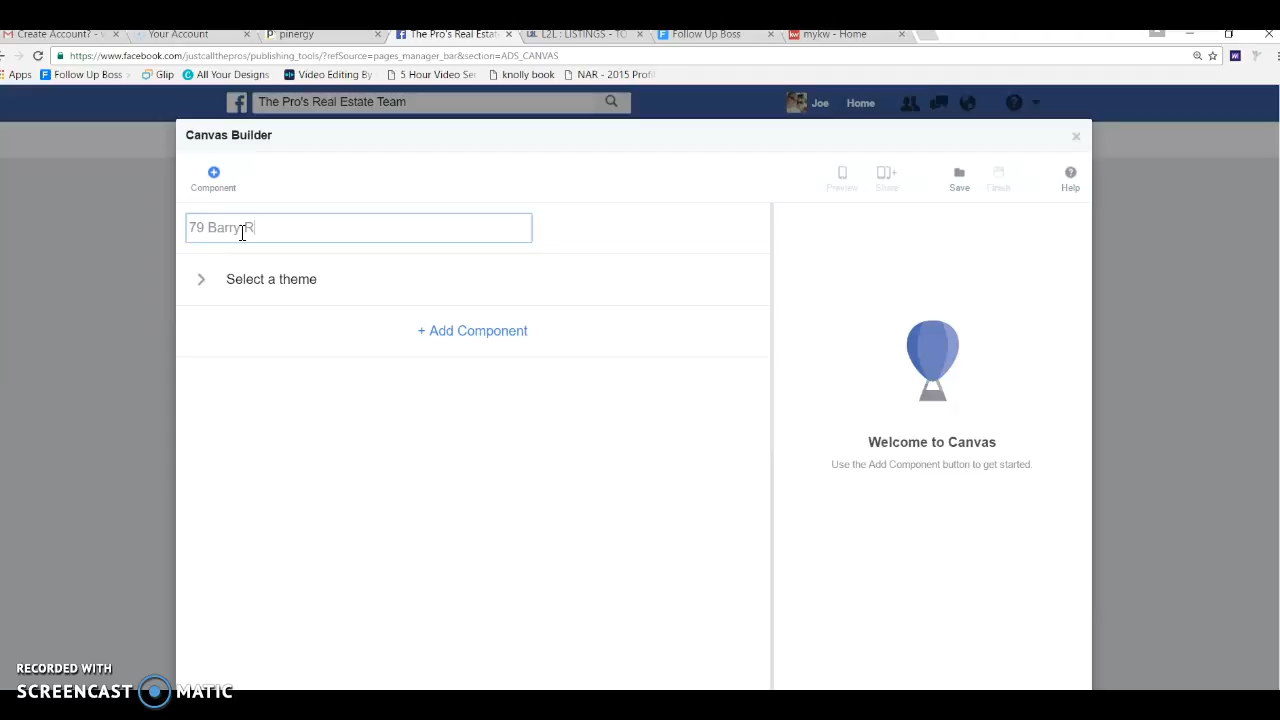 Create Account? -
Your Account
pinergy
The Pro's Real Estat
L2L : LISTINGS - TO
Follow Up Boss
mykw - Home
https://www.facebook.com/justcallthepros/publishing_tools/?refSource=pages_manager_bar&section=ADS_CANVAS
Apps Follow Up Boss Glip All Your Designs Video Editing By 5 Hour Video Se knolly book NAR - 2015 Profi
The Pro's Real Estate Team
Joe Home
Canvas Builder
Component
Preview Share Save Finish Help
79 Barry R
Select a theme
+ Add Component
Welcome to Canvas
Use the Add Component button to get started.
RECORDED WITH
SCREENCAST MATIC